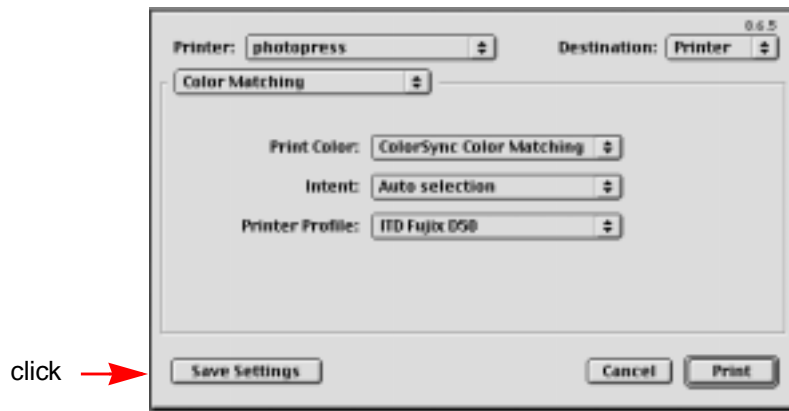 8.6.5
Printer: photopress Destination: Printer
Color Matching
Print Color: ColorSync Color Matching
Intent: Auto selection
Printer Profile: ITD Fujix D50
click Save Settings Cancel Print